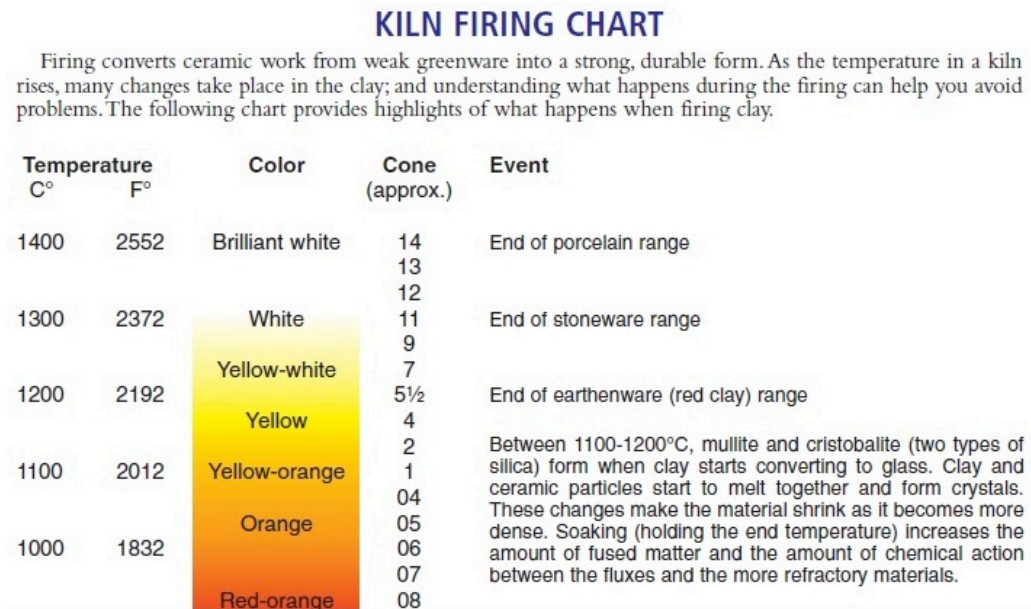 KILN FIRING CHART
Firing converts ceramic work from weak greenware into a strong, durable form. As the temperature in a kiln
rises, many changes take place in the clay; and understanding what happens during the firing can help you avoid
problems. The following chart provides highlights of what happens when firing clay.
Temperature Color Cone Event
C° F° (approx.)
1400 2552 Brilliant white 14 End of porcelain range
13
12
1300 2372 White 11 End of stoneware range
9
Yellow-white 7
1200 2192 5½ End of earthenware (red clay) range
Yellow 4
2 Between 1100-1200°C, mullite and cristobalite (two types of
1100 2012 Yellow-orange 1 silica) form when clay starts converting to glass. Clay and
04 ceramic particles start to melt together and form crystals.
These changes make the material shrink as it becomes more
Orange 05 dense. Soaking (holding the end temperature) increases the
1000 1832 06 amount of fused matter and the amount of chemical action
07 between the fluxes and the more refractory materials.
Red-orange 08